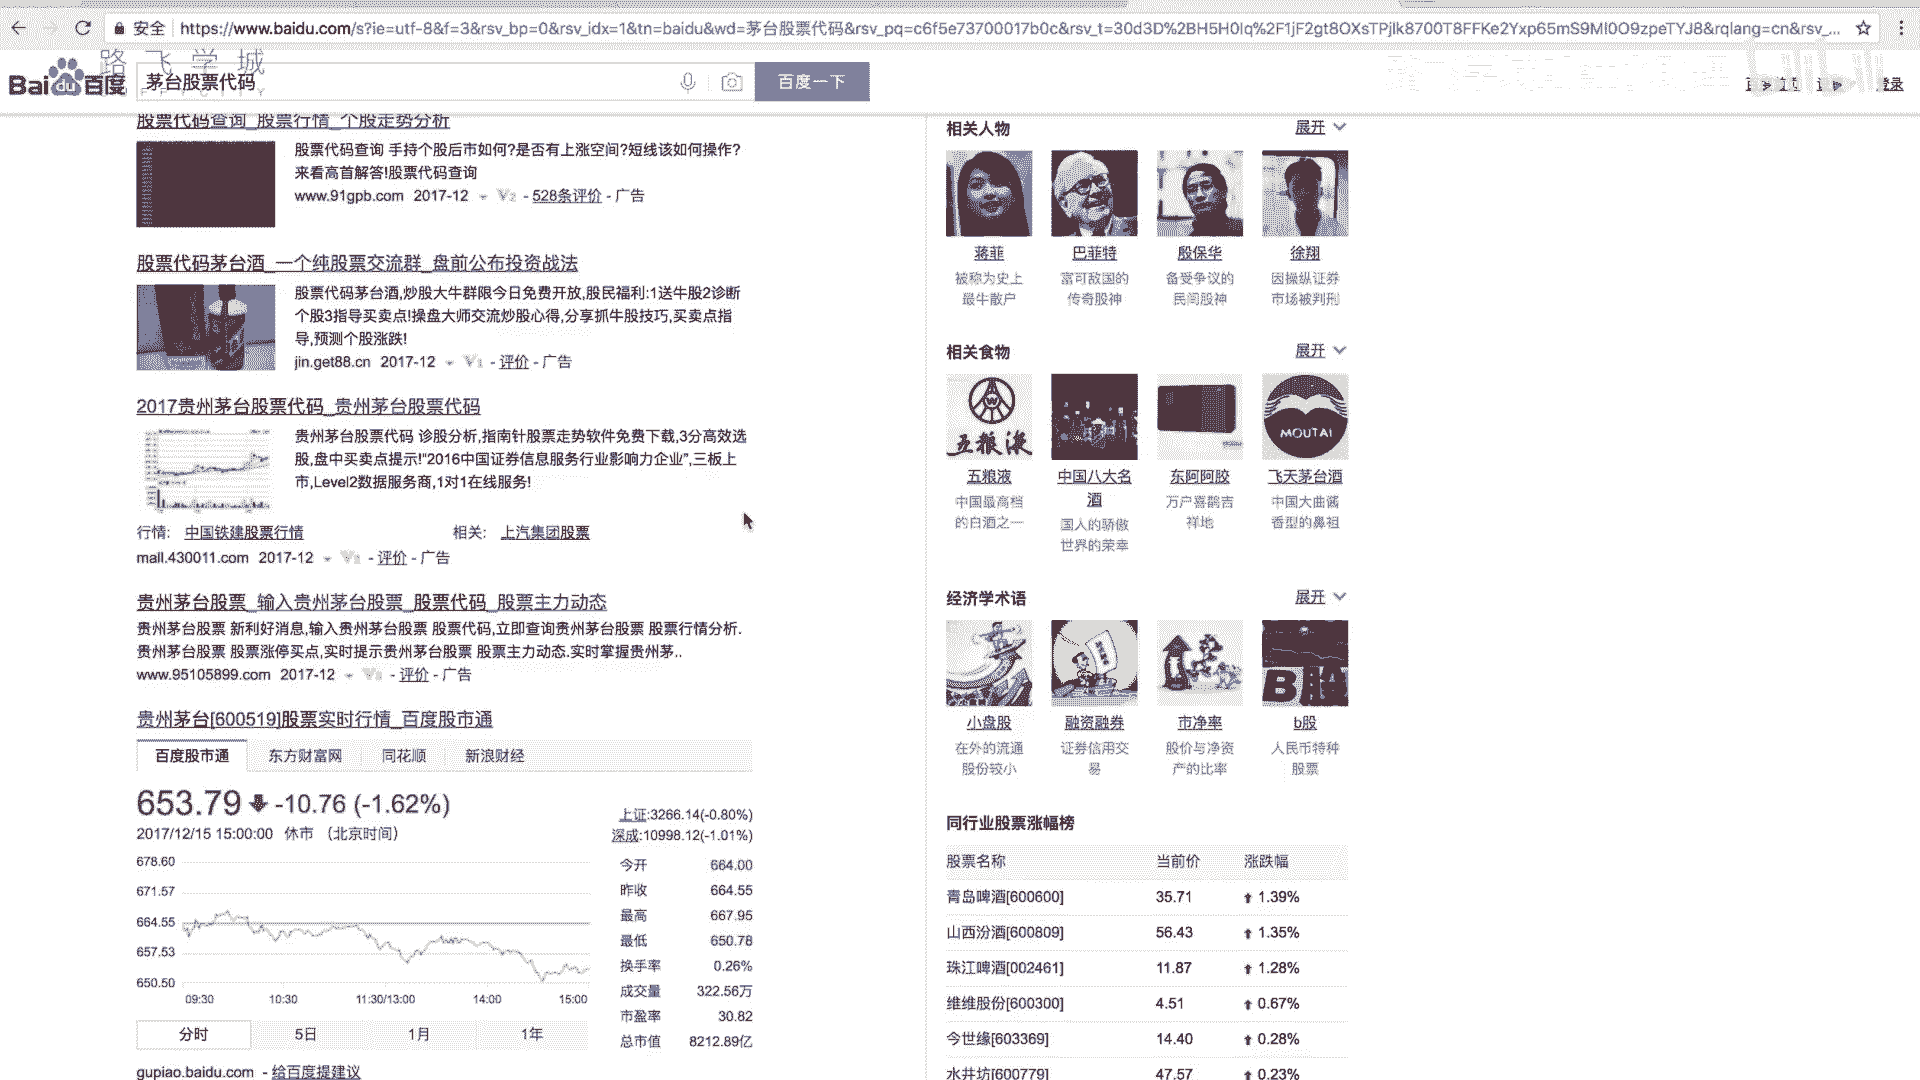 安全 https://www.baidu.com/s?ie=utf-8&f=3&rsv_bp=0&rsv_idx=1&tn=baidu&wd=茅台股票代码&rsv_pq=c6f5e73700017b0c&rsv_t=30d3D%2BH5H0lq%2F1jF2gt8OXsTPjlk8700T8FFKe2Yxp65mS9Ml0O9zpeTYJ8&rqlang=cn&rsv_...
路飞学城
Bai du 百度
茅台股票代码
百度一下
登录
股票代码查询_股票行情_个股走势分析
股票代码查询 手持个股后市如何?是否有上涨空间?短线该如何操作?
来看高首解答!股票代码查询
www.91gpb.com 2017-12 V2 - 528条评价 - 广告
股票代码茅台酒_一个纯股票交流群_盘前公布投资战法
股票代码茅台酒,炒股大牛群限今日免费开放,股民福利:1送牛股2诊断
个股3指导买卖点!操盘大师交流炒股心得,分享抓牛股技巧,买卖点指
导,预测个股涨跌!
jin.get88.cn 2017-12 V1 - 评价 - 广告
2017贵州茅台股票代码_贵州茅台股票代码
贵州茅台股票代码 诊股分析,指南针股票走势软件免费下载,3分高效选
股,盘中买卖点提示!"2016中国证券信息服务行业影响力企业",三板上
市,Level2数据服务商,1对1在线服务!
行情: 中国铁建股票行情 相关: 上汽集团股票
mall.430011.com 2017-12 - 评价 - 广告
贵州茅台股票_输入贵州茅台股票_股票代码_股票主力动态
贵州茅台股票 新利好消息,输入贵州茅台股票 股票代码,立即查询贵州茅台股票 股票行情分析.
贵州茅台股票 股票涨停买点,实时提示贵州茅台股票 股票主力动态.实时掌握贵州茅..
www.95105899.com 2017-12 - 评价 - 广告
贵州茅台[600519]股票实时行情_百度股市通
百度股市通 东方财富网 同花顺 新浪财经
653.79 -10.76 (-1.62%)
2017/12/15 15:00:00 休市 (北京时间)
上证:3266.14(-0.80%)
深成:10998.12(-1.01%)
678.60
671.57
664.55
657.53
650.50
09:30 10:30 11:30/13:00 14:00 15:00
今开 664.00
昨收 664.55
最高 667.95
最低 650.78
换手率 0.26%
成交量 322.56万
市盈率 30.82
总市值 8212.89亿
分时 5日 1月 1年
gupiao.baidu.com - 给百度提建议
相关人物 展开
蒋菲 巴菲特 殷保华 徐翔
被称为史上 富可敌国的 备受争议的 因操纵证券
最牛散户 传奇股神 民间股神 市场被判刑
相关食物 展开
五粮液
MOUTAI
五粮液 中国八大名 东阿阿胶 飞天茅台酒
酒
中国最高档 国人的骄傲 万户喜鹊吉 中国大曲酱
的白酒之一 世界的荣幸 祥地 香型的鼻祖
经济学术语 展开
B股
小盘股 融资融券 市净率 b股
在外的流通 证券信用交 股价与净资 人民币特种
股份较小 易 产的比率 股票
同行业股票涨幅榜
股票名称 当前价 涨跌幅
青岛啤酒[600600] 35.71 1.39%
山西汾酒[600809] 56.43 1.35%
珠江啤酒[002461] 11.87 1.28%
维维股份[600300] 4.51 0.67%
今世缘[603369] 14.40 0.28%
水井坊[600779] 47.57 0.23%